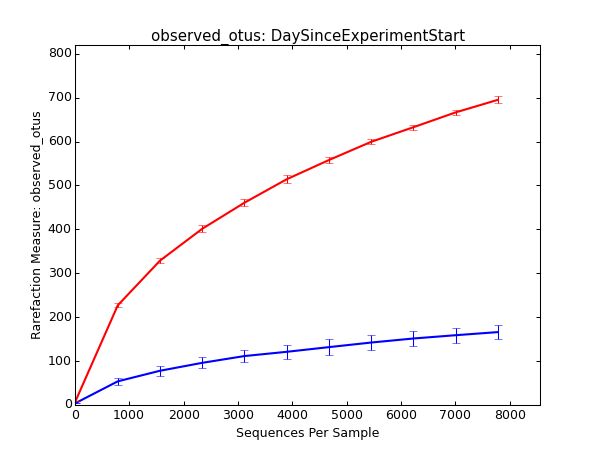 observed_otus: DaySinceExperimentStart
800
700
600
500
400
300
200
100
0
Rarefaction Measure: observed_otus
0 1000 2000 3000 4000 5000 6000 7000 8000
Sequences Per Sample